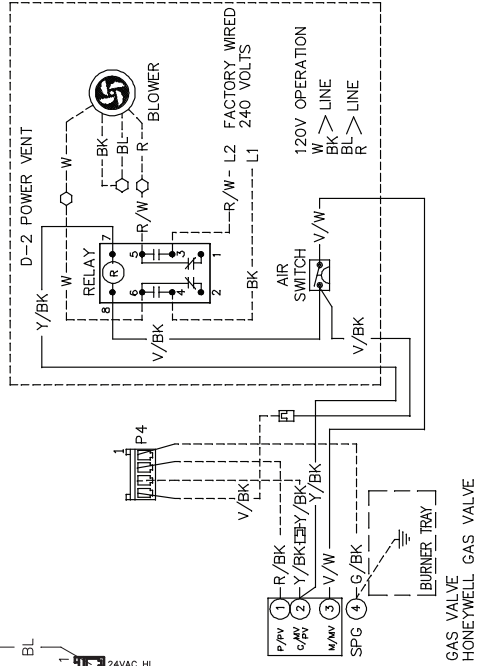 D-2 POWER VENT
Y/BK
W
W
BK
BL
R
BLOWER
RELAY
R
8
7
6
5
4
3
2
1
R/W
R/W
L2
FACTORY WIRED
240 VOLTS
BK
L1
120V OPERATION
W
BK > LINE
BL
R > LINE
V/BK
AIR
SWITCH
V/W
V/BK
P4
1
V/BK
Y/BK
P/PV
1
R/BK
C/MV
PV
2
Y/BK
Y/BK
M/MV
3
V/W
SPG
4
G/BK
BURNER TRAY
GAS VALVE
HONEYWELL GAS VALVE
BL
1
24VAC HI